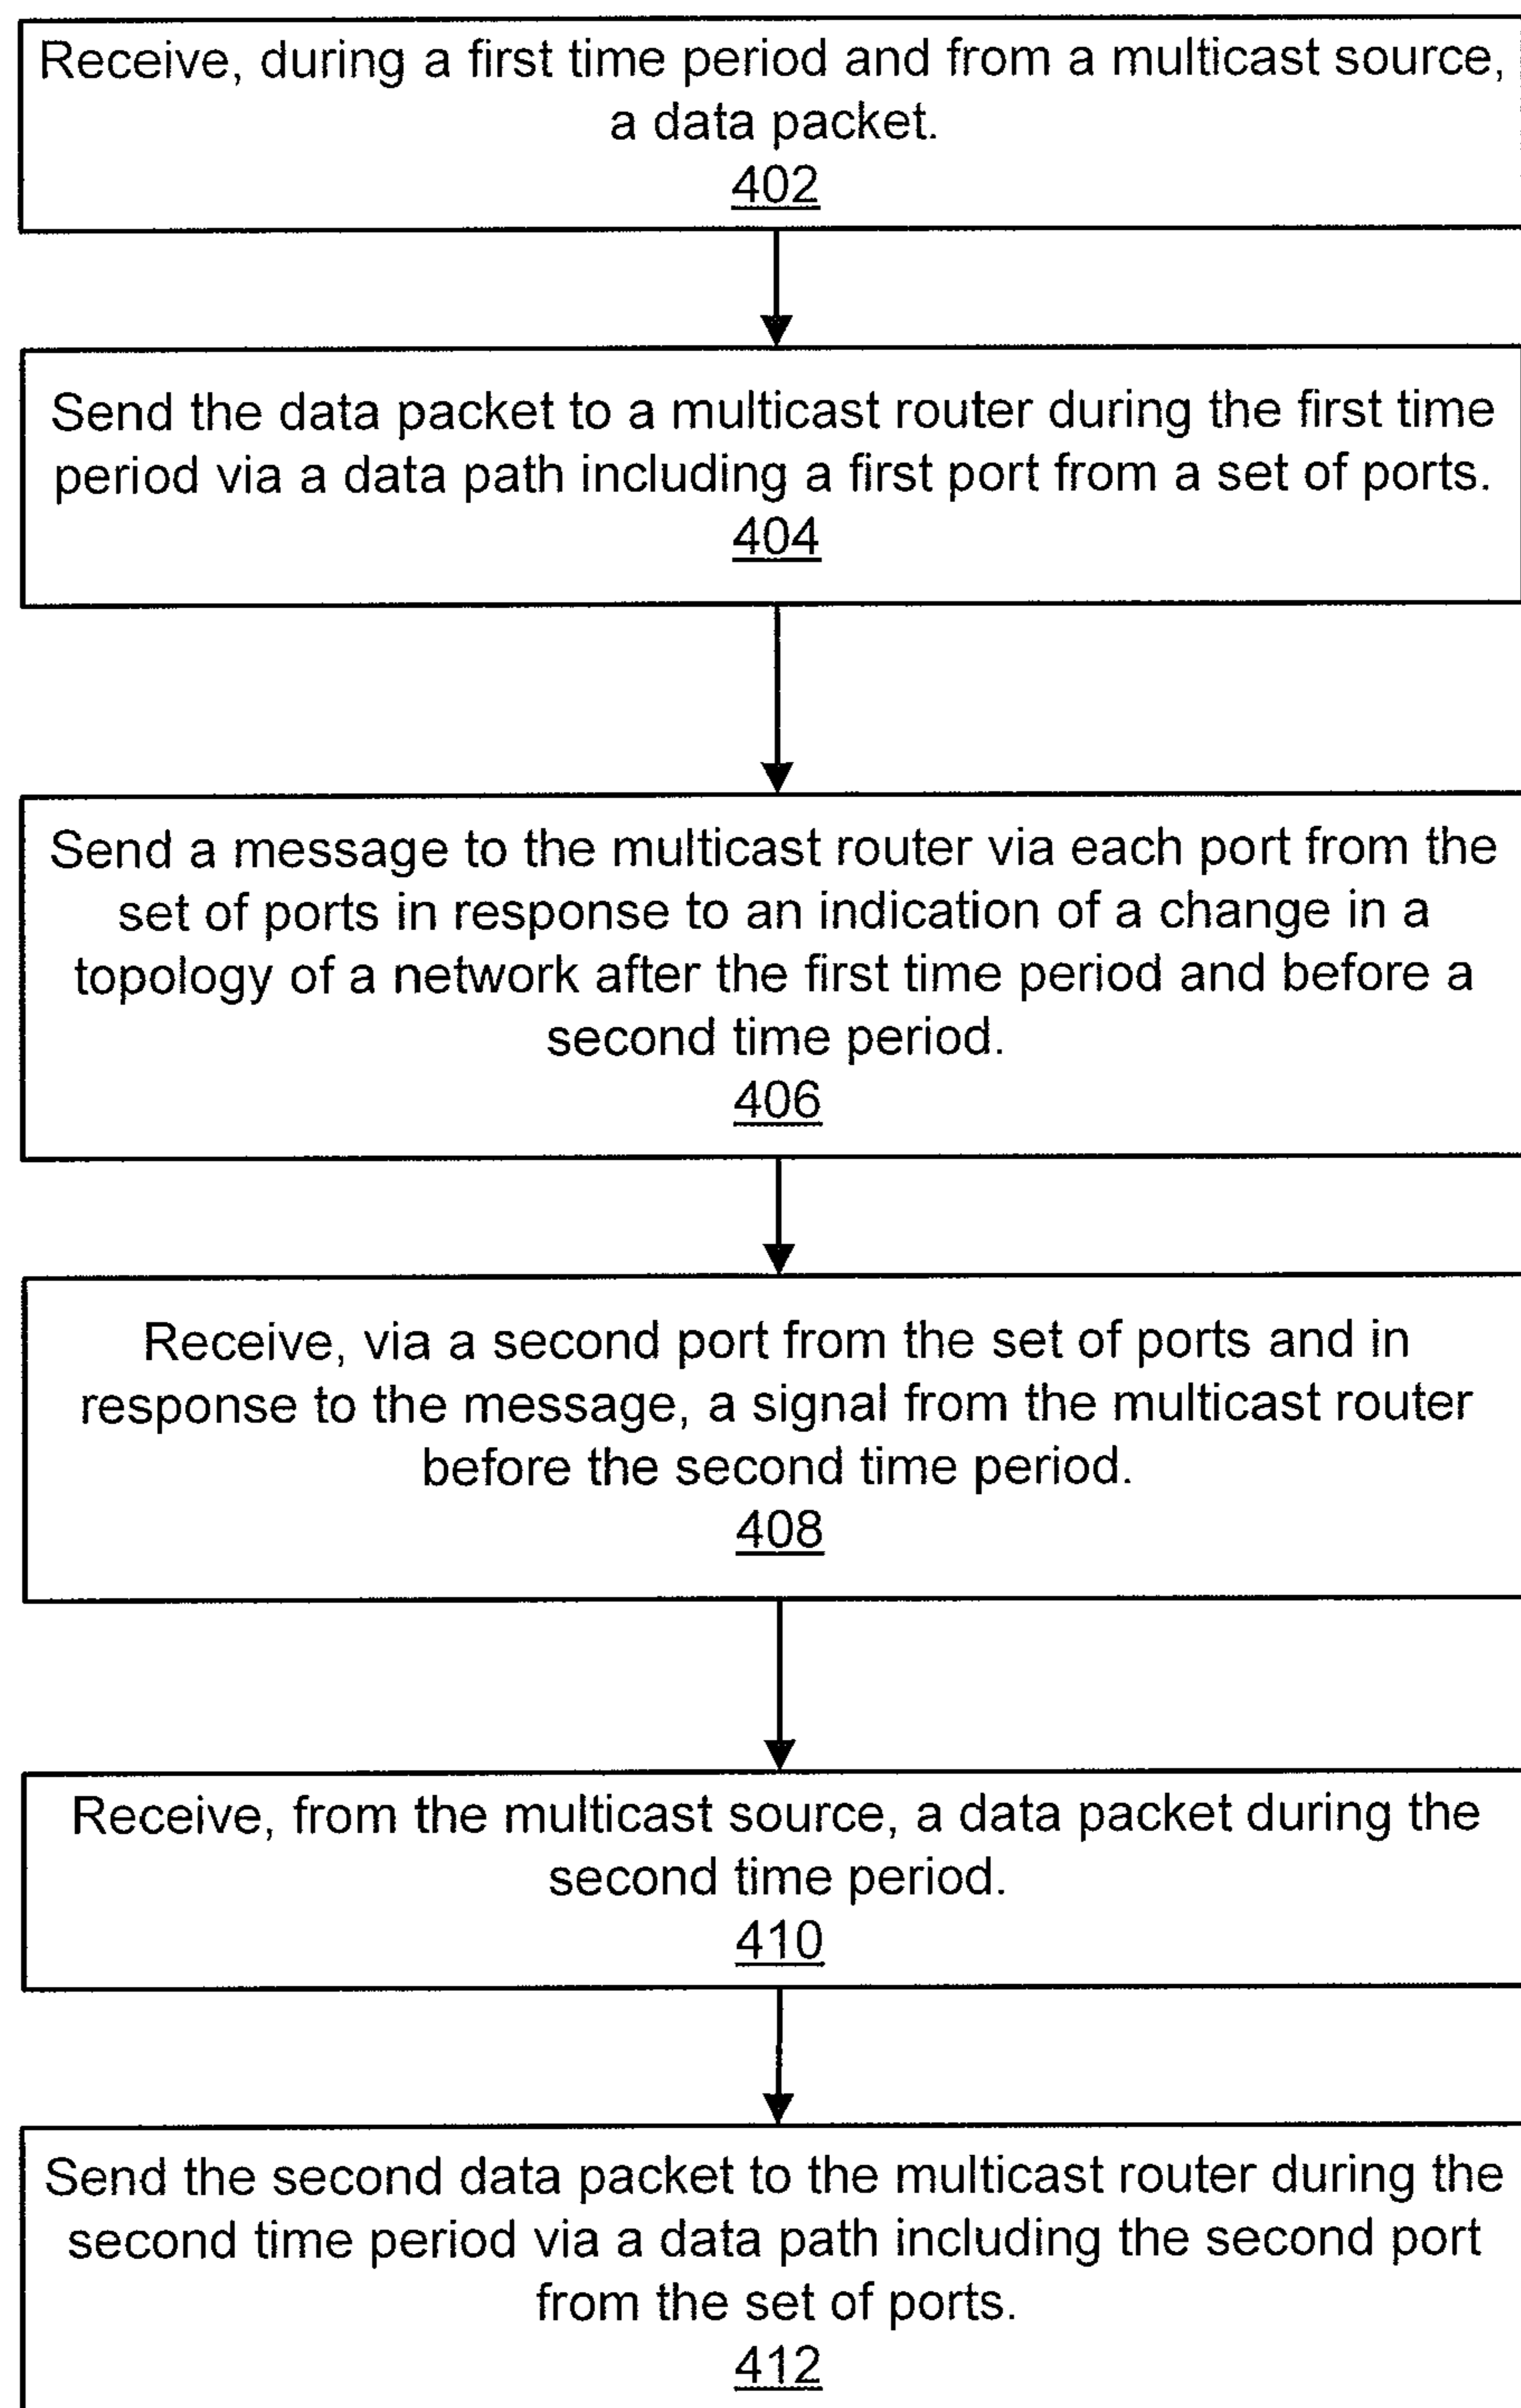 Receive, during a first time period and from a multicast source,
a data packet.
402
Send the data packet to a multicast router during the first time
period via a data path including a first port from a set of ports.
404
Send a message to the multicast router via each port from the
set of ports in response to an indication of a change in a
topology of a network after the first time period and before a
second time period.
406
Receive, via a second port from the set of ports and in
response to the message, a signal from the multicast router
before the second time period.
408
Receive, from the multicast source, a data packet during the
second time period.
410
Send the second data packet to the multicast router during the
second time period via a data path including the second port
from the set of ports.
412